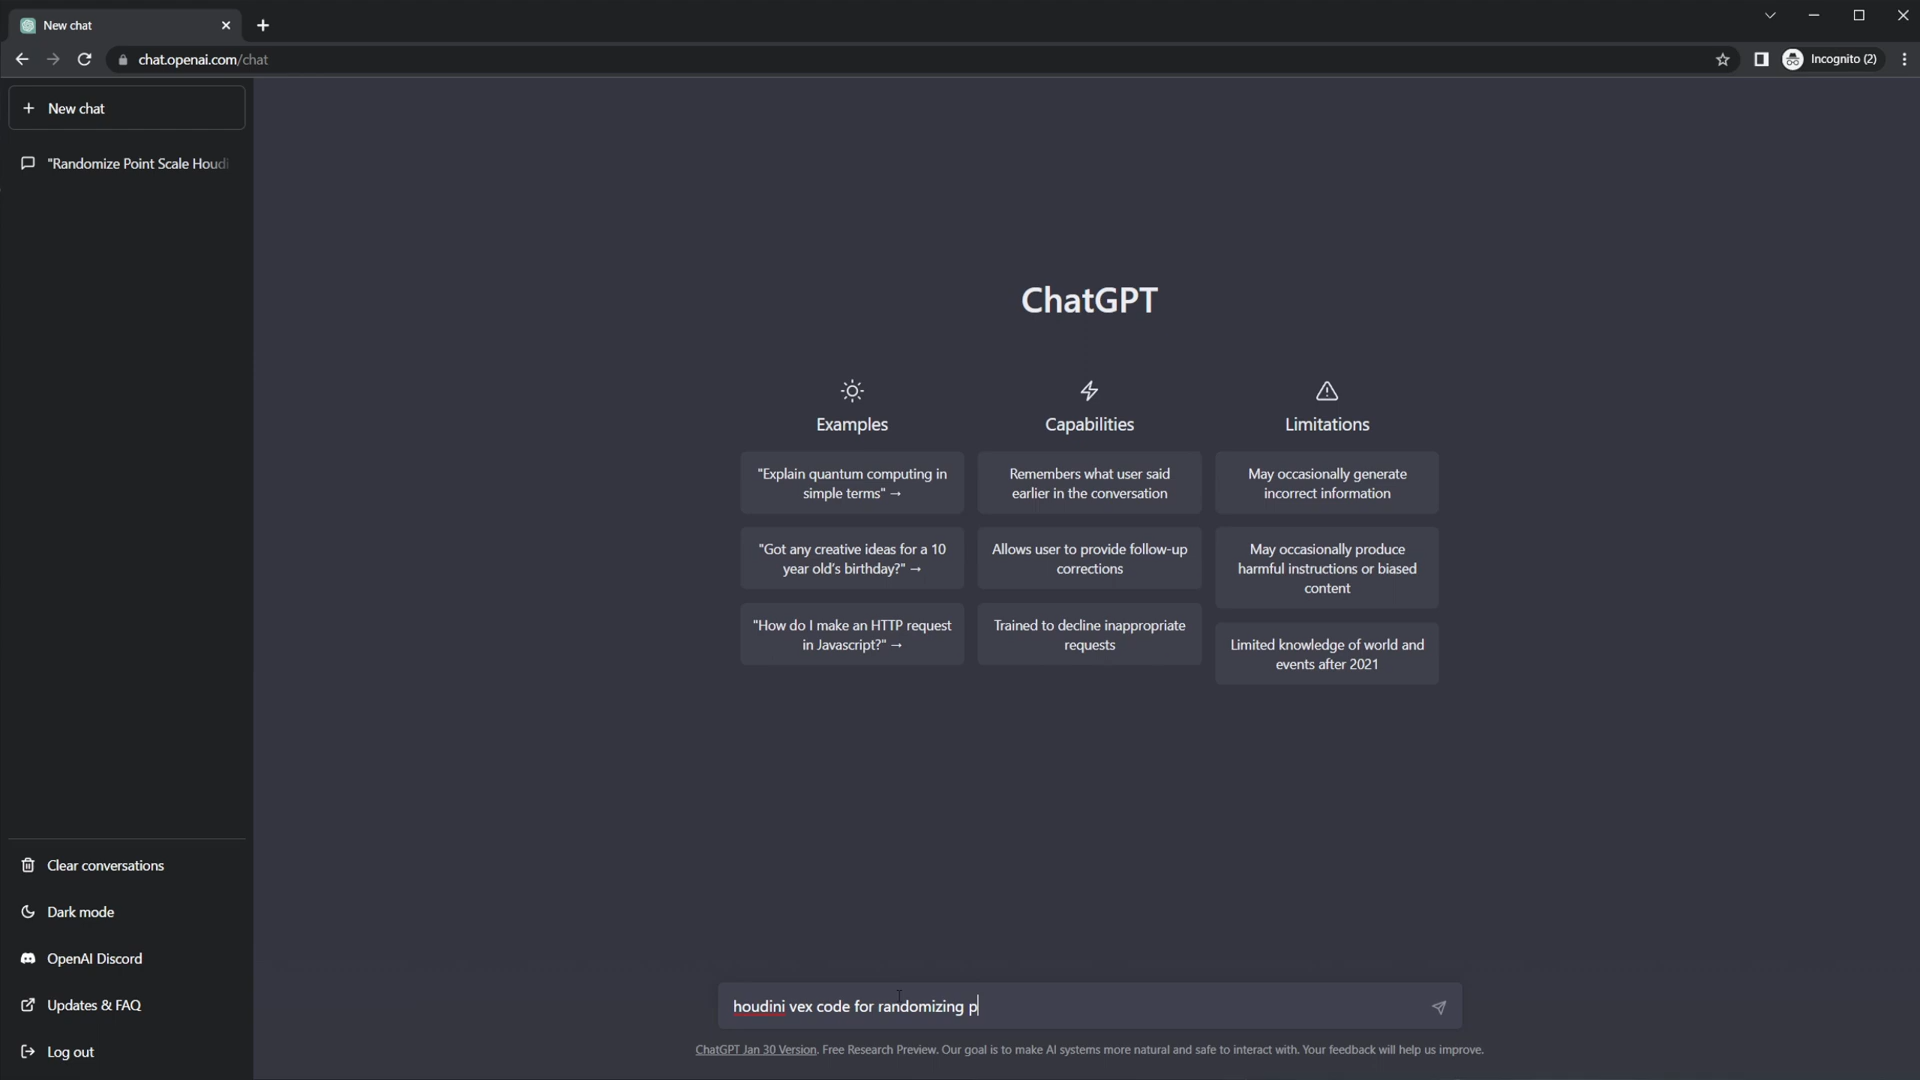 New chat
chat.openai.com/chat
Incognito (2)
New chat
"Randomize Point Scale Houdi
ChatGPT
Examples
"Explain quantum computing in
simple terms" →
"Got any creative ideas for a 10
year old's birthday?" →
"How do I make an HTTP request
in Javascript?" →
Capabilities
Remembers what user said
earlier in the conversation
Allows user to provide follow-up
corrections
Trained to decline inappropriate
requests
Limitations
May occasionally generate
incorrect information
May occasionally produce
harmful instructions or biased
content
Limited knowledge of world and
events after 2021
Clear conversations
Dark mode
OpenAI Discord
Updates & FAQ
Log out
houdini vex code for randomizing p
ChatGPT Jan 30 Version. Free Research Preview. Our goal is to make AI systems more natural and safe to interact with. Your feedback will help us improve.